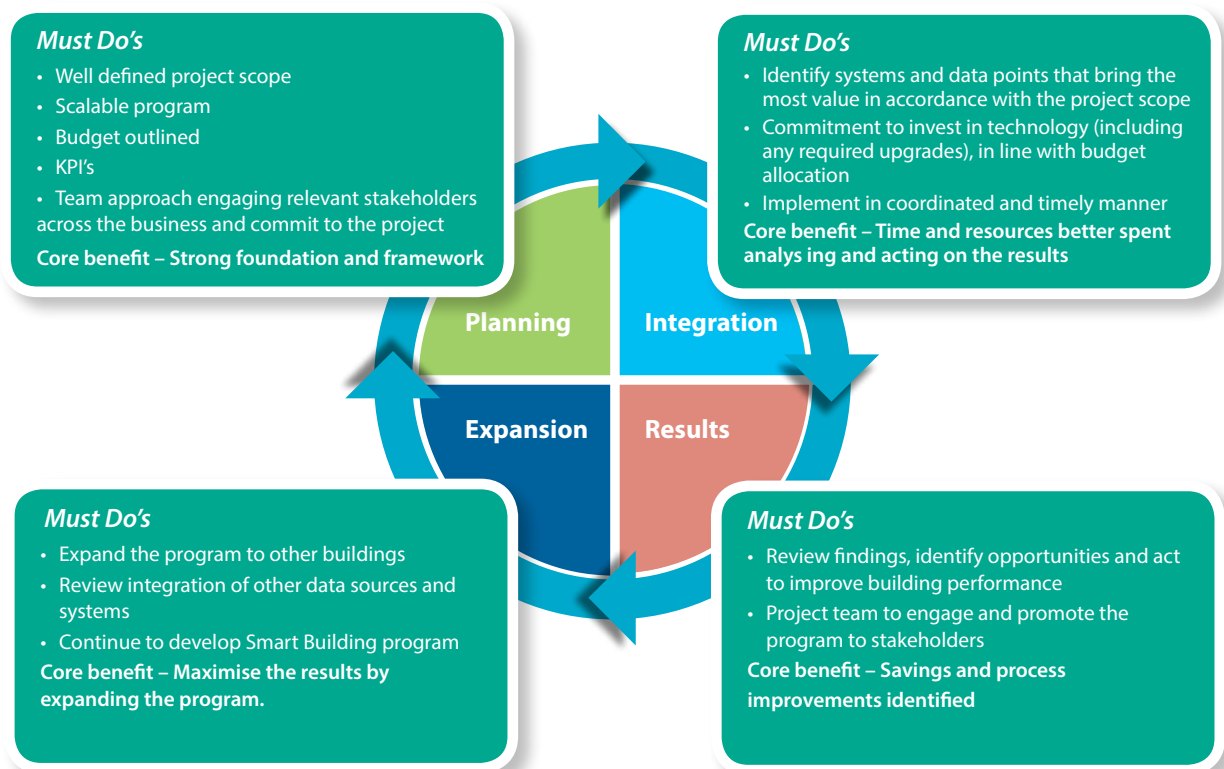 Must Do's
• Well defined project scope
• Scalable program
• Budget outlined
• KPI's
• Team approach engaging relevant stakeholders
across the business and commit to the project
Core benefit – Strong foundation and framework
Must Do's
• Identify systems and data points that bring the
most value in accordance with the project scope
• Commitment to invest in technology (including
any required upgrades), in line with budget
allocation
• Implement in coordinated and timely manner
Core benefit – Time and resources better spent
analys ing and acting on the results
Planning
Integration
Expansion
Results
Must Do's
• Expand the program to other buildings
• Review integration of other data sources and
systems
• Continue to develop Smart Building program
Core benefit – Maximise the results by
expanding the program.
Must Do's
• Review findings, identify opportunities and act
to improve building performance
• Project team to engage and promote the
program to stakeholders
Core benefit – Savings and process
improvements identified